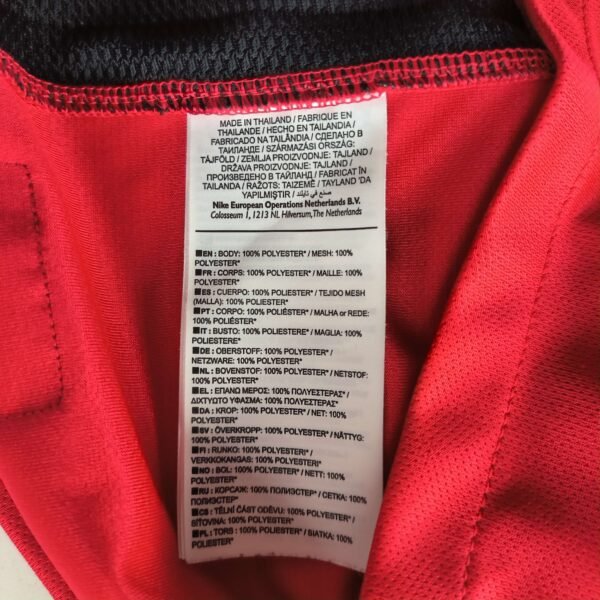 MADE IN THAILAND / FABRIQUE EN
THAILANDE / HECHO EN TAILANDIA /
FABRICADO NA TAILÂNDIA / СДЕЛАНО В
ТАИЛАНДЕ / SZÁRMAZÁSI ORSZÁG:
TÁJFÖLD / ZEMLJA PROIZVODNJE: TAJLAND /
DRŽAVA PROIZVODNJE: TAJLAND /
ПРОИЗВЕДЕНО В ТАЙЛАНД / FABRICAT ÎN
TAILANDA / RAŽOTS: TAIZEMĒ / TAYLAND 'DA
YAPILMIŞTIR / صنع في تايلند
Nike European Operations Netherlands B.V.
Colosseum 1, 1213 NL Hilversum, The Netherlands
■EN : BODY: 100% POLYESTER* / MESH: 100%
POLYESTER*
■FR : CORPS: 100% POLYESTER* / MAILLE: 100%
POLYESTER*
■ES : CUERPO: 100% POLIESTER* / TEJIDO MESH
(MALLA): 100% POLIESTER*
■PT : CORPO: 100% POLIÉSTER* / MALHA or REDE:
100% POLIÉSTER*
■IT : BUSTO: 100% POLIESTERE* / MAGLIA: 100%
POLIESTERE*
■DE : OBERSTOFF: 100% POLYESTER* /
NETZWARE: 100% POLYESTER*
■NL : BOVENSTOF: 100% POLYESTER* / NETSTOF:
100% POLYESTER*
■EL : ΕΠΑΝΩ ΜΕΡΟΣ: 100% ΠΟΛΥΕΣΤΕΡΑΣ* /
ΔΙΧΤΥΩΤΟ ΥΦΑΣΜΑ: 100% ΠΟΛΥΕΣΤΕΡΑΣ*
■DA : KROP: 100% POLYESTER* / NET: 100%
POLYESTER*
■SV : ÖVERKROPP: 100% POLYESTER* / NÄTTYG:
100% POLYESTER*
■FI : RUNKO: 100% POLYESTERI* /
VERKKOKANGAS: 100% POLYESTERI*
■NO : BOL: 100% POLYESTER* / NETT: 100%
POLYESTER*
■RU : КОРСАЖ: 100% ПОЛИЭСТЕР* / СЕТКА: 100%
ПОЛИЭСТЕР*
■CS : TĚLNÍ ČÁST ODĚVU: 100% POLYESTER* /
SÍŤOVINA: 100% POLYESTER*
■PL : TORS : 100% POLIESTER* / SIATKA: 100%
POLIESTER*